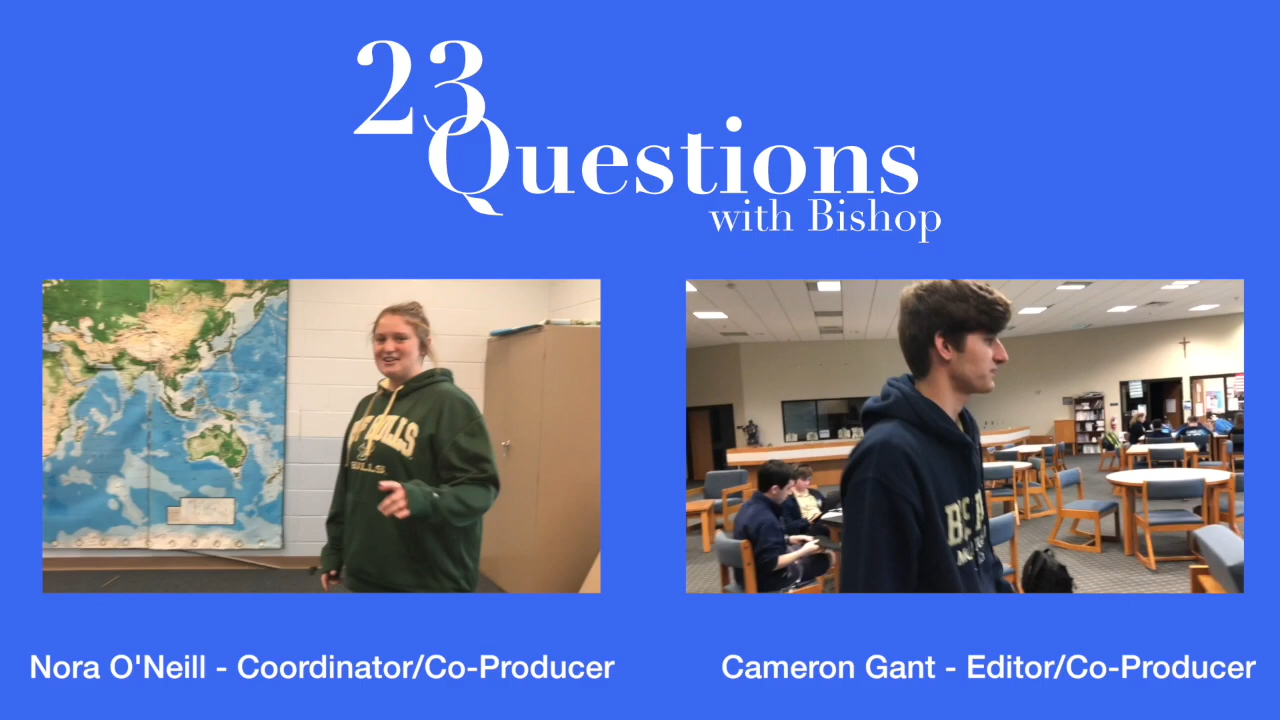 23
Questions
with Bishop
Nora O'Neill - Coordinator/Co-Producer
Cameron Gant - Editor/Co-Producer